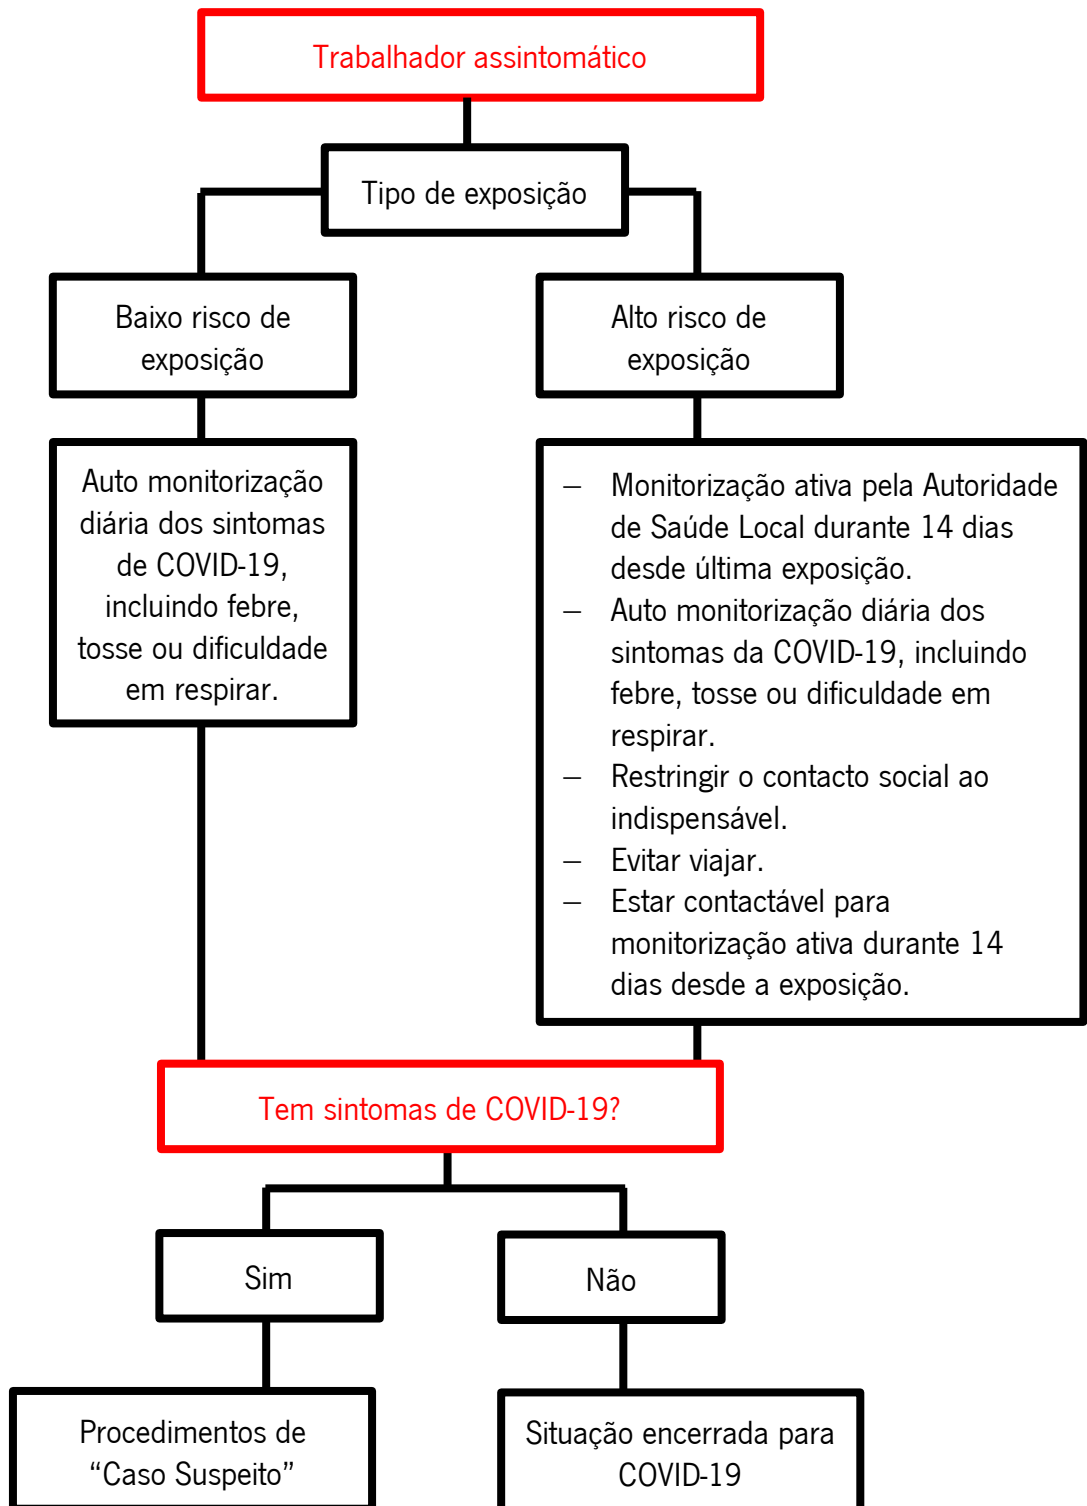 Trabalhador assintomático
Tipo de exposição
Baixo risco de
exposição
Alto risco de
exposição
Auto monitorização
diária dos sintomas
de COVID-19,
incluindo febre,
tosse ou dificuldade
em respirar.
– Monitorização ativa pela Autoridade
de Saúde Local durante 14 dias
desde última exposição.
– Auto monitorização diária dos
sintomas da COVID-19, incluindo
febre, tosse ou dificuldade em
respirar.
– Restringir o contacto social ao
indispensável.
– Evitar viajar.
– Estar contactável para
monitorização ativa durante 14
dias desde a exposição.
Tem sintomas de COVID-19?
Sim
Não
Procedimentos de
“Caso Suspeito”
Situação encerrada para
COVID-19